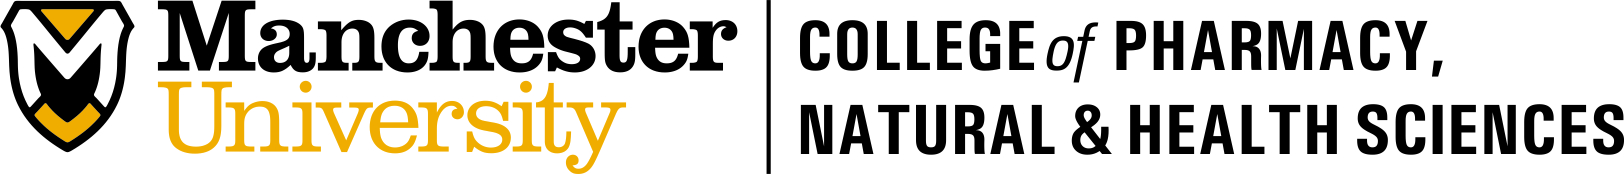 Manchester
University
COLLEGE of PHARMACY,
NATURAL & HEALTH SCIENCES